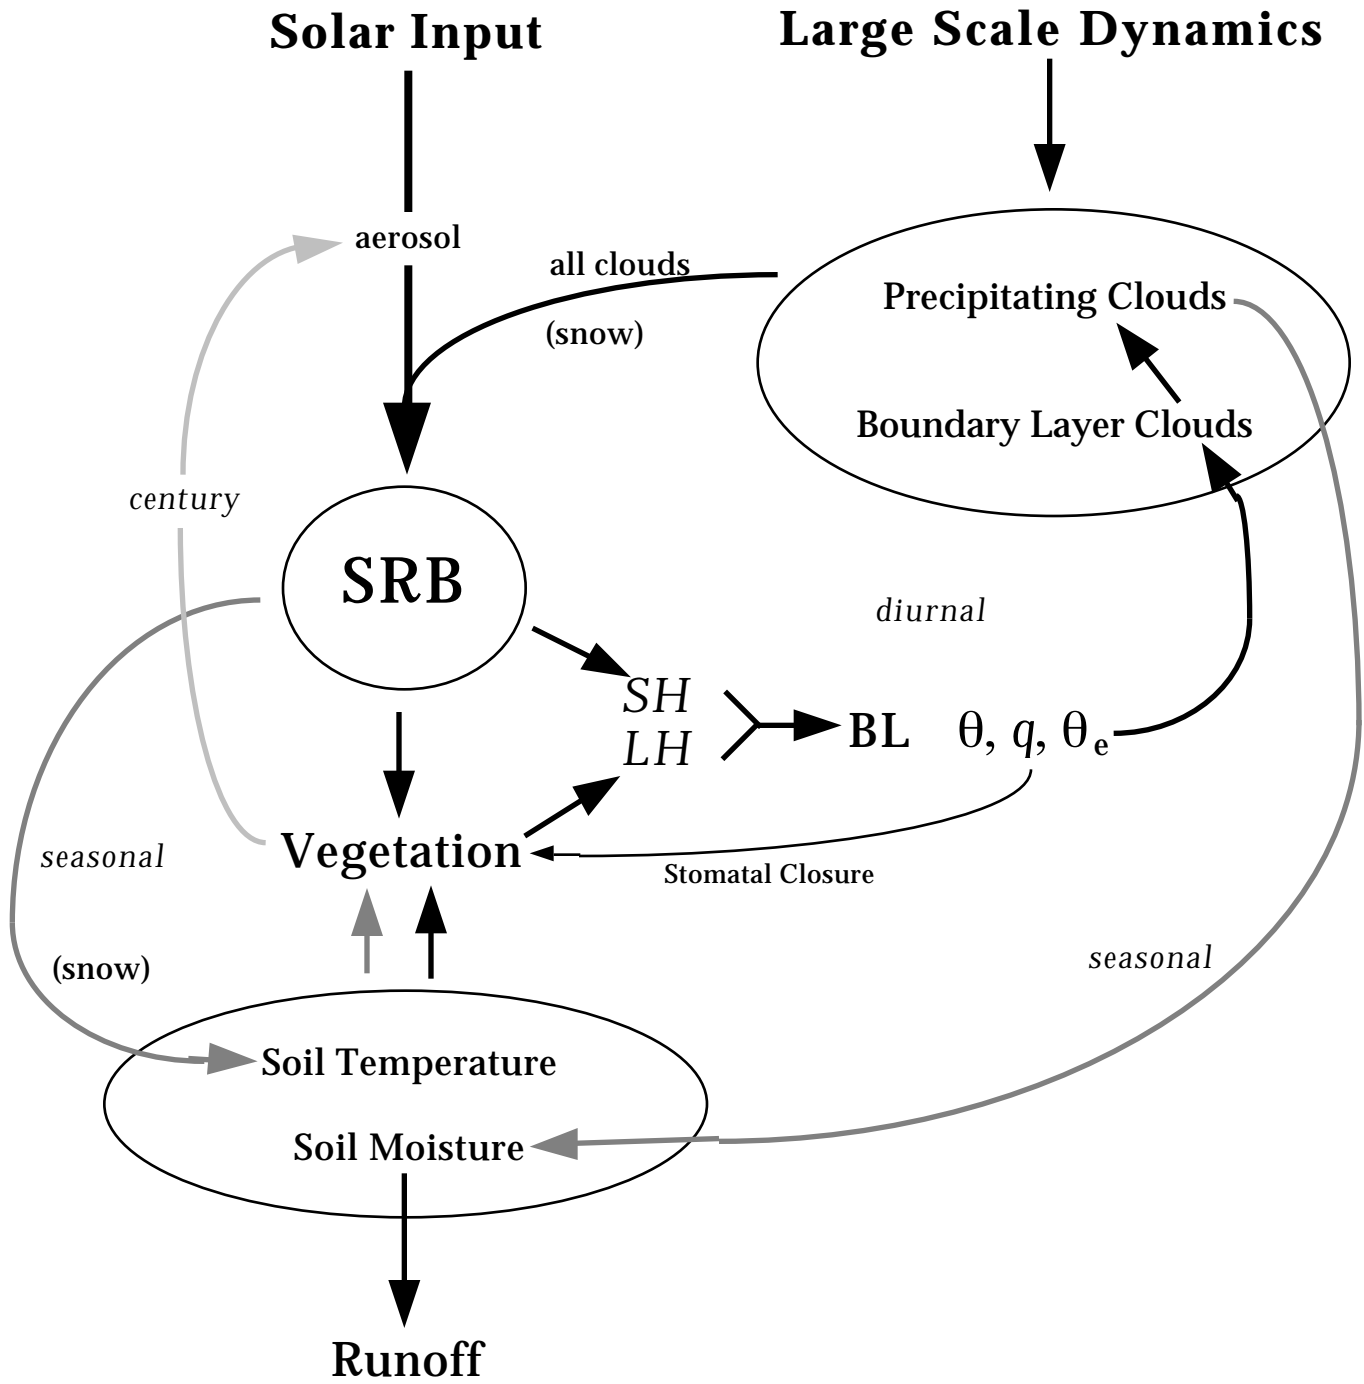 Solar Input
Large Scale Dynamics
aerosol
all clouds
(snow)
Precipitating Clouds
Boundary Layer Clouds
century
SRB
diurnal
SH
LH
BL θ, q, θe
seasonal
Vegetation
Stomatal Closure
(snow)
seasonal
Soil Temperature
Soil Moisture
Runoff